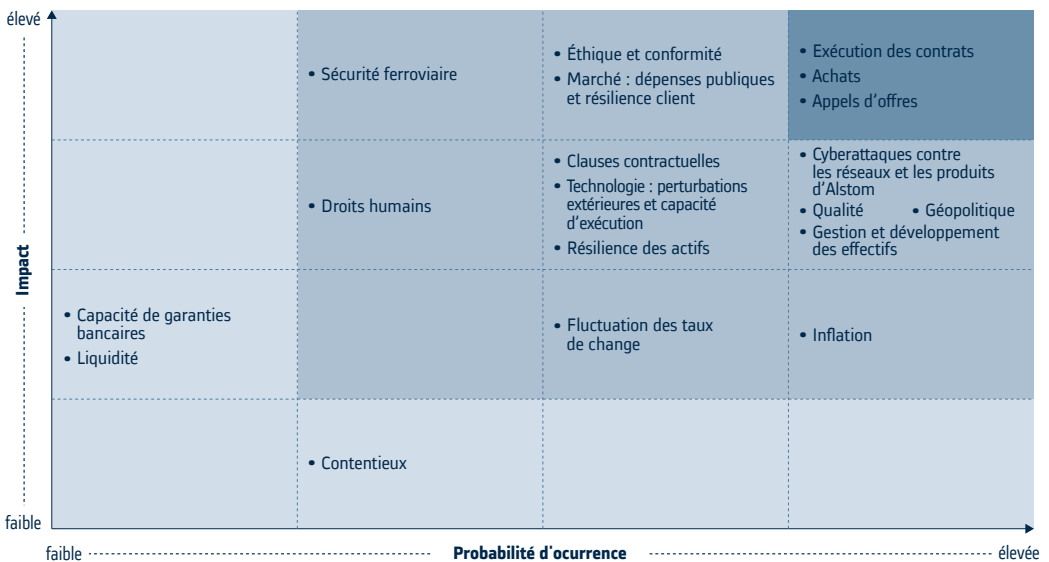 élevé
• Sécurité ferroviaire
• Éthique et conformité
• Marché : dépenses publiques
et résilience client
• Exécution des contrats
• Achats
• Appels d'offres
• Droits humains
• Clauses contractuelles
• Technologie : perturbations
extérieures et capacité
d'exécution
• Résilience des actifs
• Cyberattaques contre
les réseaux et les produits
d'Alstom
• Qualité • Géopolitique
• Gestion et développement
des effectifs
Impact
• Capacité de garanties
bancaires
• Liquidité
• Fluctuation des taux
de change
• Inflation
• Contentieux
faible
faible Probabilité d'ocurrence élevée